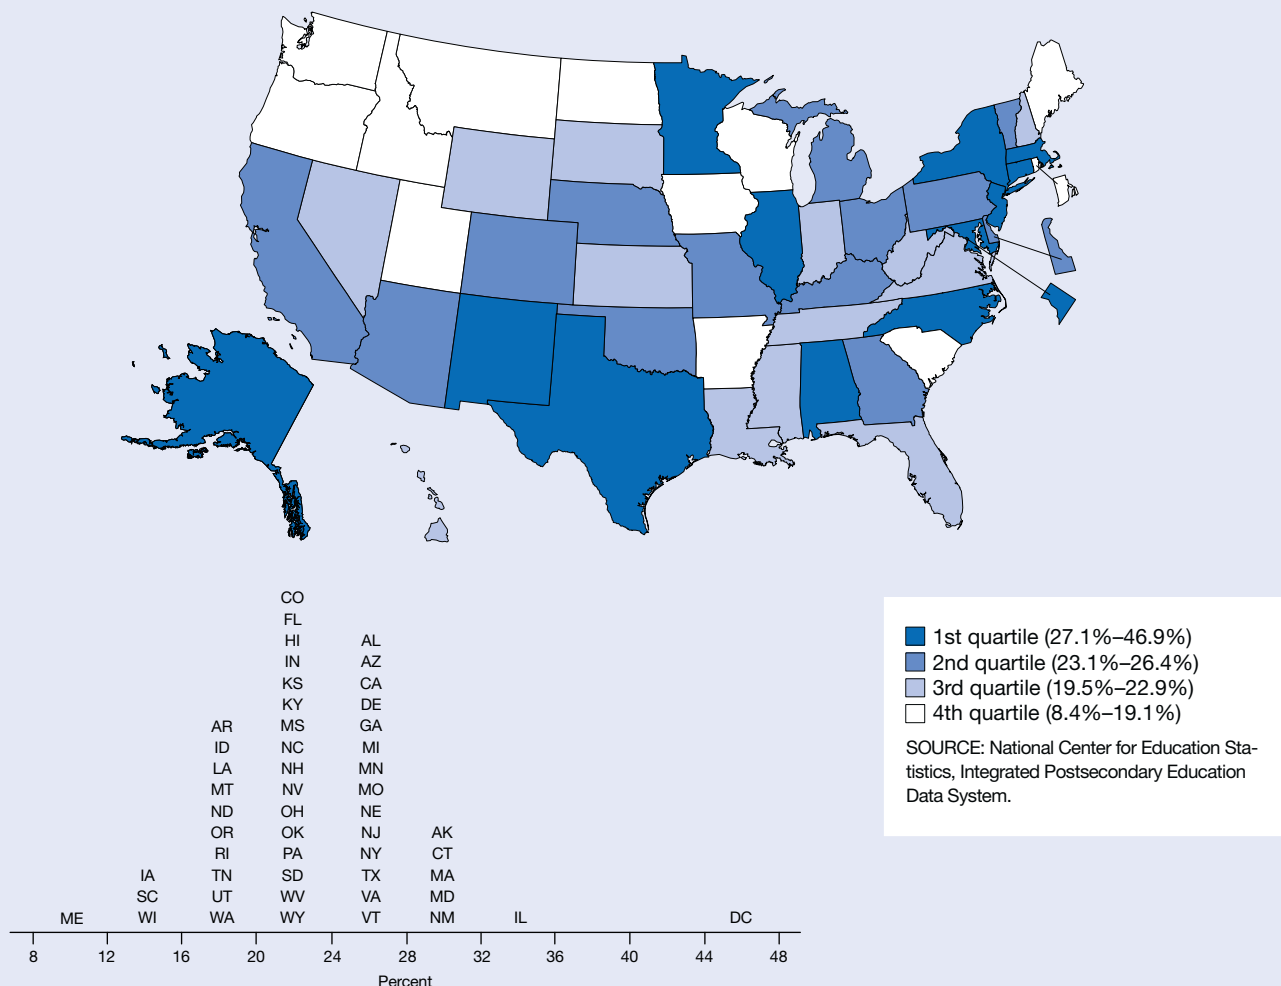 CO
FL
HI AL
IN AZ
KS CA
KY DE
AR MS GA
ID NC MI
LA NH MN
MT NV MO
ND OH NE
OR OK NJ AK
RI PA NY CT
IA TN SD TX MA
SC UT WV VA MD
ME WI WA WY VT NM IL DC
8 12 16 20 24 28 32 36 40 44 48
Percent
1st quartile (27.1%–46.9%)
2nd quartile (23.1%–26.4%)
3rd quartile (19.5%–22.9%)
4th quartile (8.4%–19.1%)
SOURCE: National Center for Education Sta-
tistics, Integrated Postsecondary Education
Data System.